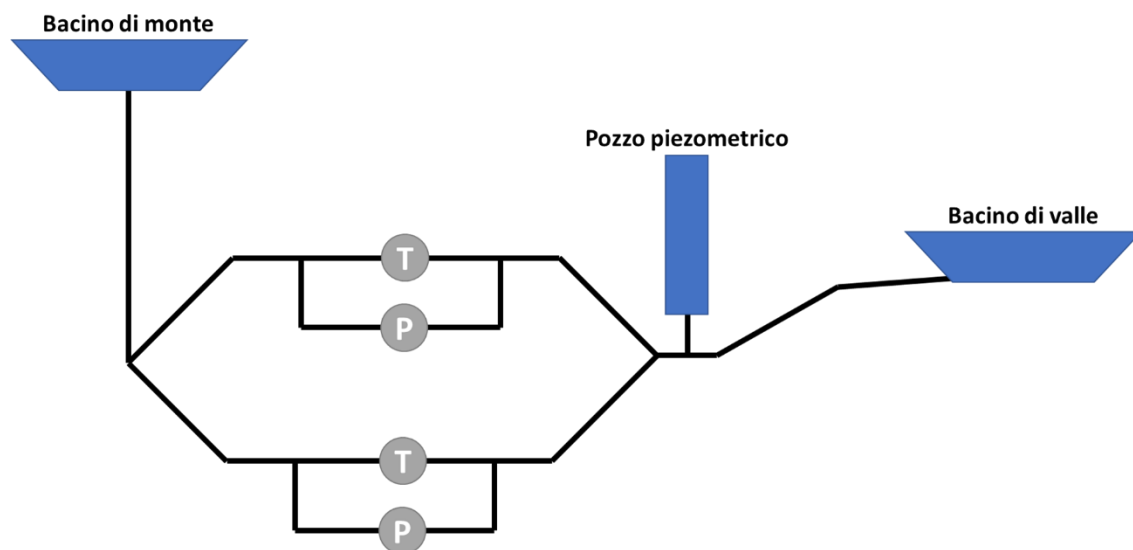 Bacino di monte
Pozzo piezometrico
Bacino di valle
T
P
T
P